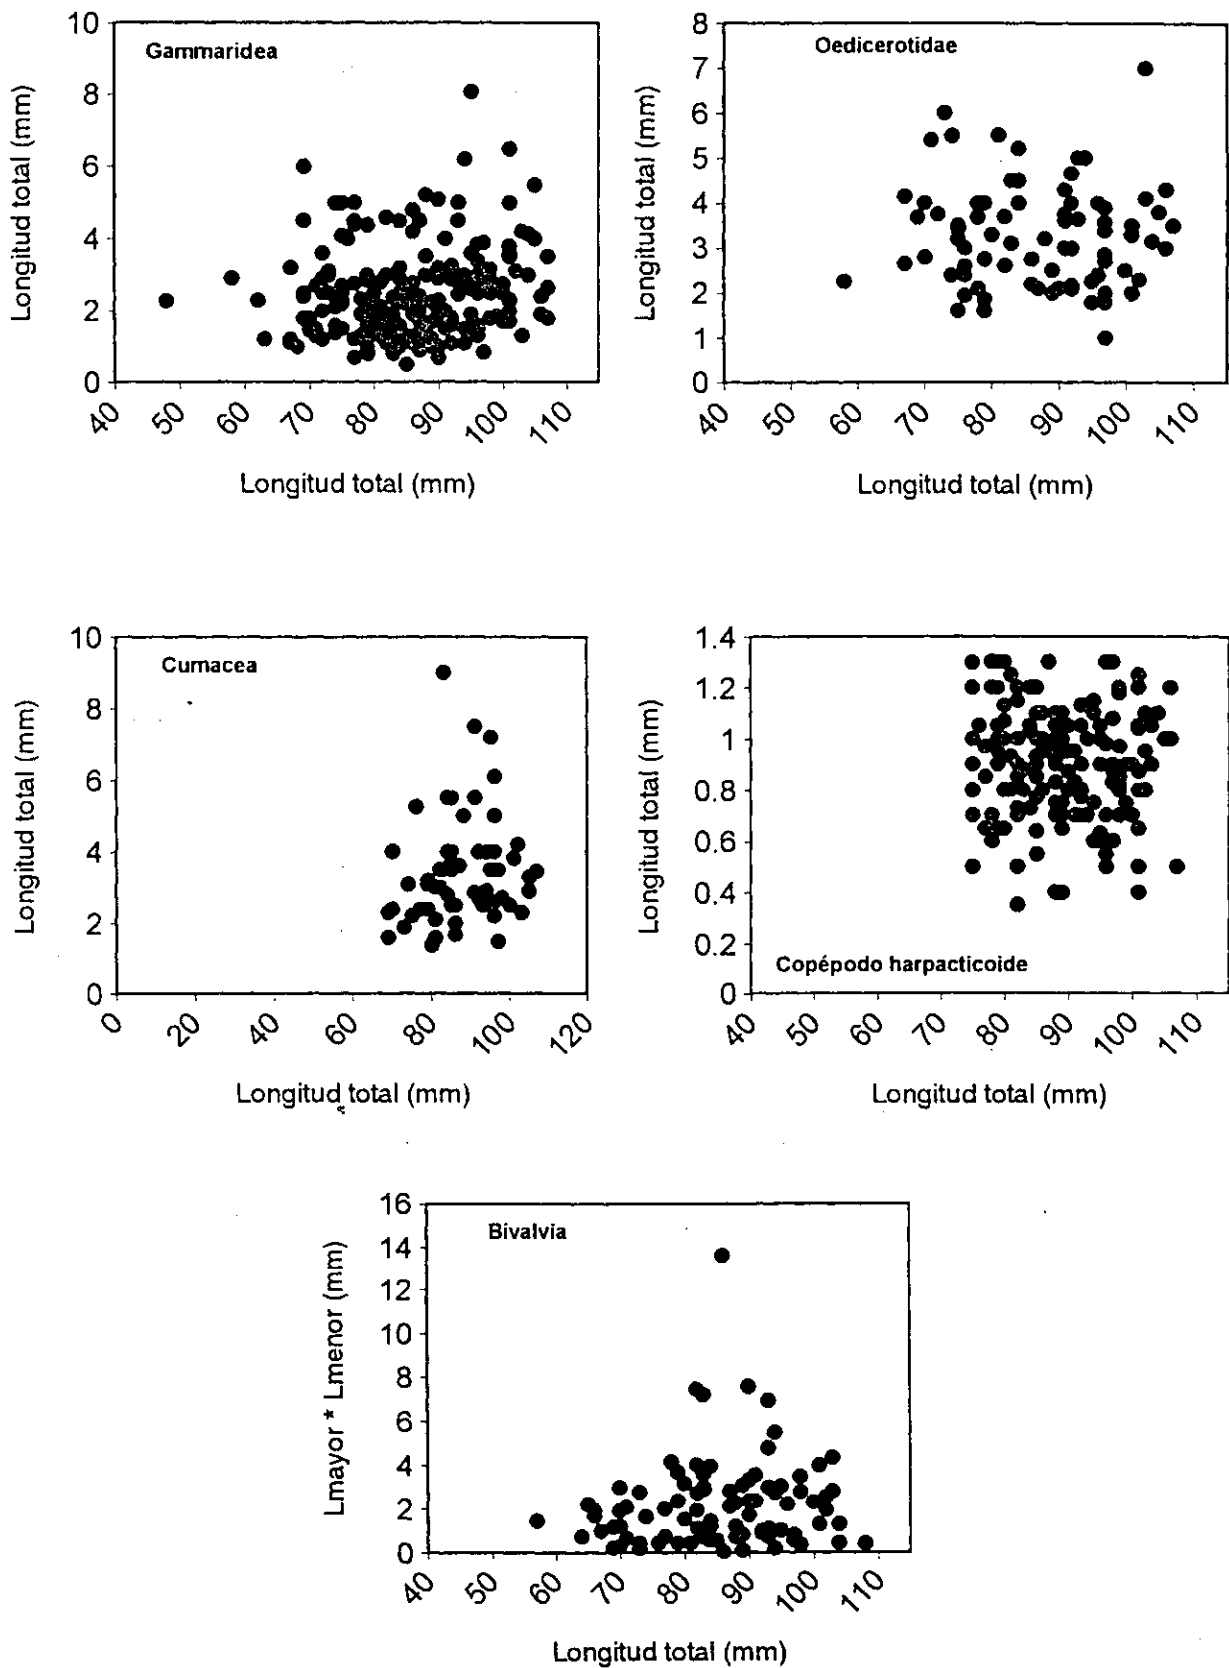 Gammaridea
Longitud total (mm)
10
8
6
4
2
0
40 50 60 70 80 90 100 110
Longitud total (mm)
Oedicerotidae
Longitud total (mm)
8
7
6
5
4
3
2
1
0
40 50 60 70 80 90 100 110
Longitud total (mm)
Cumacea
Longitud total (mm)
10
8
6
4
2
0
0 20 40 60 80 100 120
Longitud total (mm)
Copépodo harpacticoide
Longitud total (mm)
1.4
1.2
1
0.8
0.6
0.4
0.2
0
40 50 60 70 80 90 100 110
Longitud total (mm)
Bivalvia
Lmayor * Lmenor (mm)
16
14
12
10
8
6
4
2
0
40 50 60 70 80 90 100 110
Longitud total (mm)